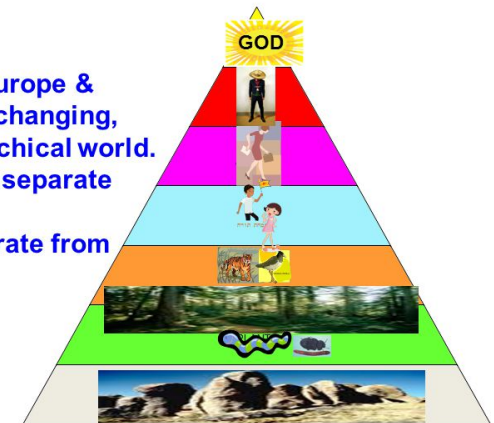 GOD
urope &
changing,
chical world.
separate
rate from